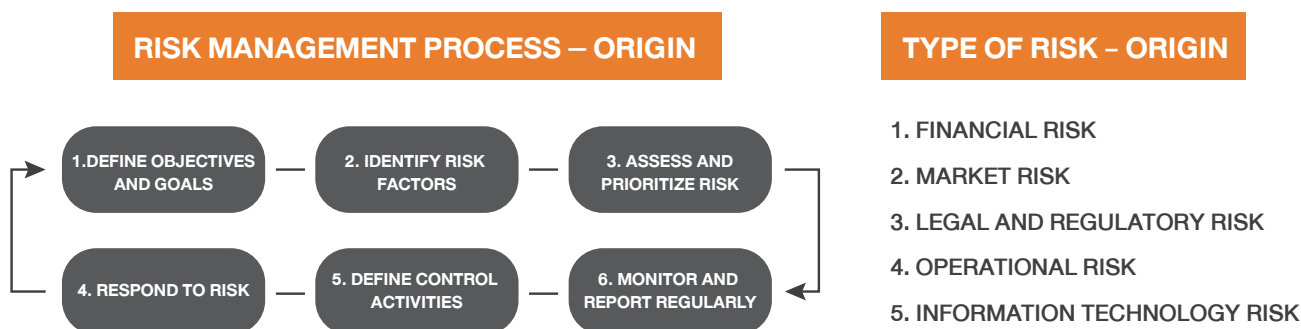 RISK MANAGEMENT PROCESS – ORIGIN
1.DEFINE OBJECTIVES
AND GOALS
2. IDENTIFY RISK
FACTORS
3. ASSESS AND
PRIORITIZE RISK
4. RESPOND TO RISK
5. DEFINE CONTROL
ACTIVITIES
6. MONITOR AND
REPORT REGULARLY
TYPE OF RISK – ORIGIN
1. FINANCIAL RISK
2. MARKET RISK
3. LEGAL AND REGULATORY RISK
4. OPERATIONAL RISK
5. INFORMATION TECHNOLOGY RISK